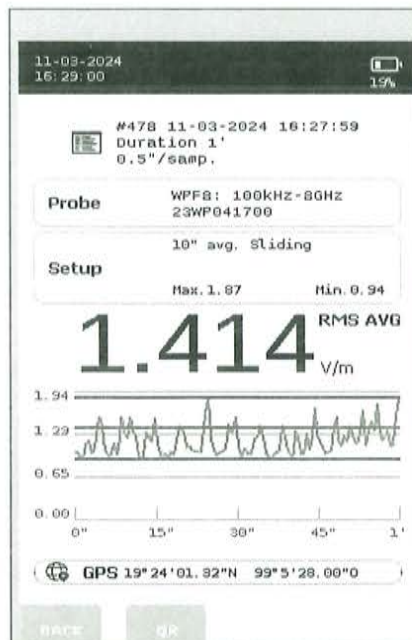 11-03-2024
16:29:00
19%
#478 11-03-2024 16:27:59
Duration 1'
0.5"/samp.
Probe
WPF8: 100kHz-8GHz
23WP041700
Setup
10" avg. Sliding
Max.1.87
Min.0.94
1.414
RMS AVG
V/m
1.94
1.29
0.65
0.00
0"
15"
30"
45"
1'
GPS 19°24'01.32"N 99°5'28.00"O
BACK
QR